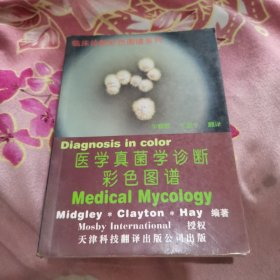 Diagnosis in color
医学真菌学诊断
彩色图谱
Medical Mycology
Midgley * Clayton * Hay 编著
Mosby International 授权
天津科技翻译出版公司出版